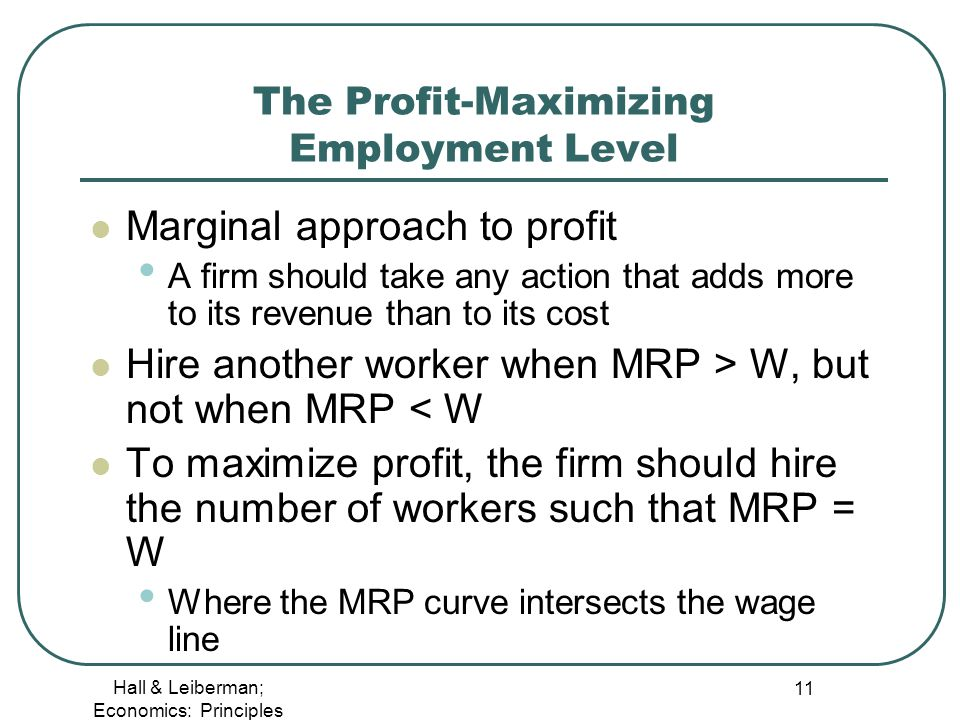 The Profit-Maximizing
Employment Level
Marginal approach to profit
A firm should take any action that adds more
to its revenue than to its cost
Hire another worker when MRP > W, but
not when MRP < W
To maximize profit, the firm should hire
the number of workers such that MRP =
W
Where the MRP curve intersects the wage
line
Hall & Leiberman;
Economics: Principles
11